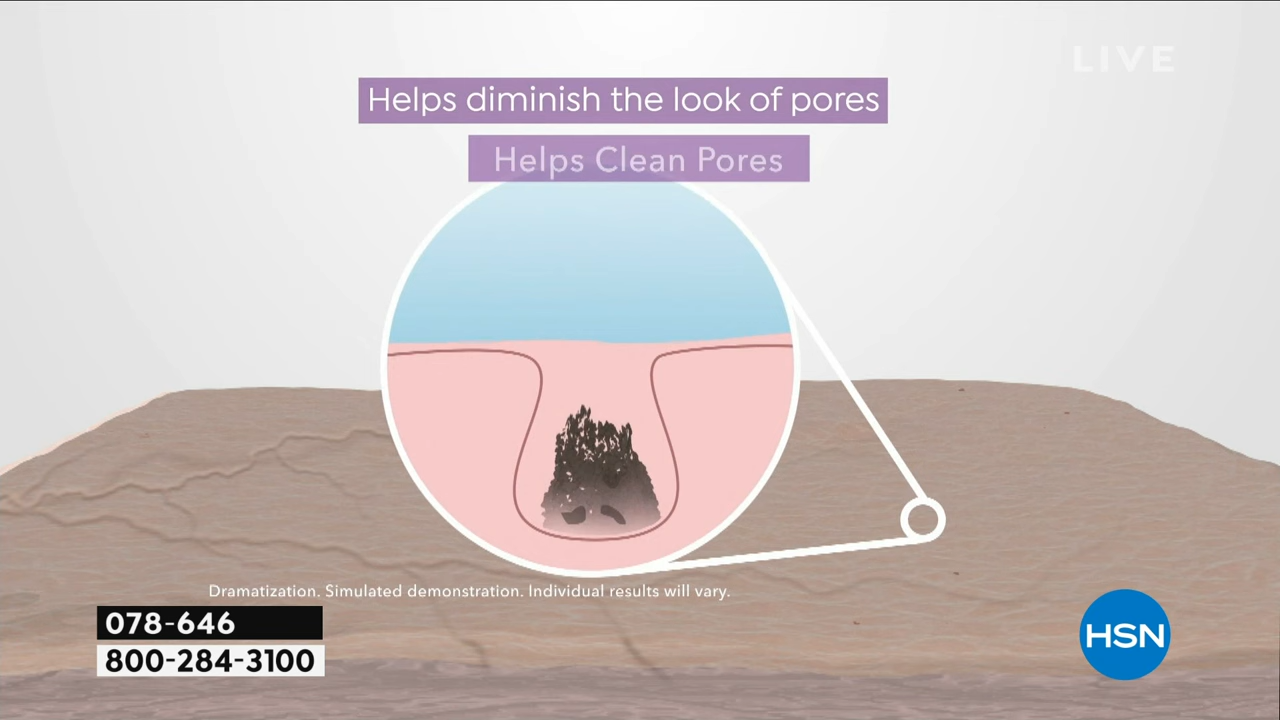 LIVE
Helps diminish the look of pores
Helps Clean Pores
Dramatization. Simulated demonstration. Individual results will vary.
078-646
800-284-3100
HSN